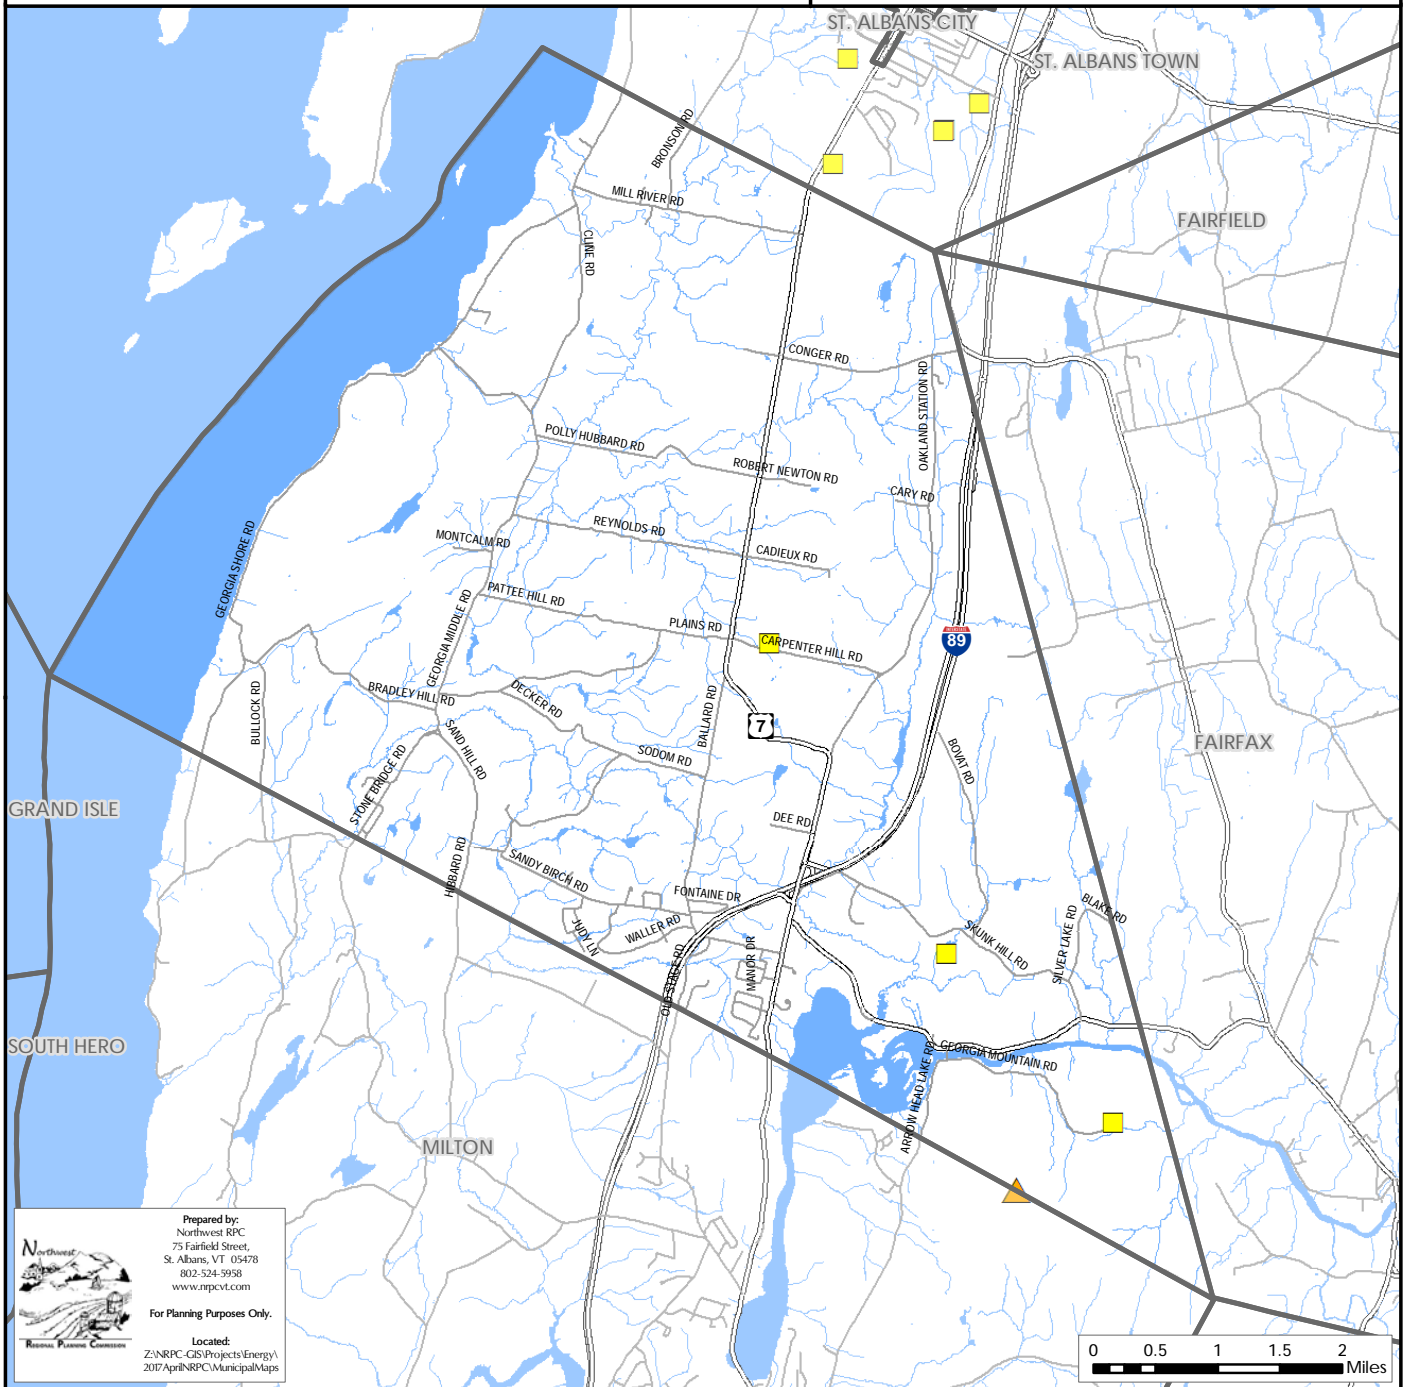 ST. ALBANS CITY
ST. ALBANS TOWN
BRONSON RD
MILL RIVER RD
FAIRFIELD
CLINE RD
CONGER RD
OAKLAND STATION RD
POLLY HUBBARD RD
ROBERT NEWTON RD
CARY RD
REYNOLDS RD
MONTCALM RD
CADIEUX RD
GEORGIA SHORE RD
PATTEE HILL RD
GEORGIA MIDDLE RD
PLAINS RD
CARPENTER HILL RD
INTERSTATE
89
BRADLEY HILL RD
DECKER RD
BULLOCK RD
BALLARD RD
7
SAND HILL RD
SODOM RD
BOVAT RD
FAIRFAX
STONE BRIDGE RD
GRAND ISLE
DEE RD
HIBBARD RD
SANDY BIRCH RD
FONTAINE DR
JUDY LN
WALLER RD
BLAKE RD
SKUNK HILL RD
SILVER LAKE RD
OLD STAGE RD
MANOR DR
SOUTH HERO
GEORGIA MOUNTAIN RD
ARROW HEAD LAKE RD
MILTON
Northwest
REGIONAL PLANNING COMMISSION
Prepared by:
Northwest RPC
75 Fairfield Street,
St. Albans, VT 05478
802-524-5958
www.nrpcvt.com
For Planning Purposes Only.
Located:
Z:\NRPC-GIS\Projects\Energy\
2017AprilNRPC\MunicipalMaps
0 0.5 1 1.5 2
Miles